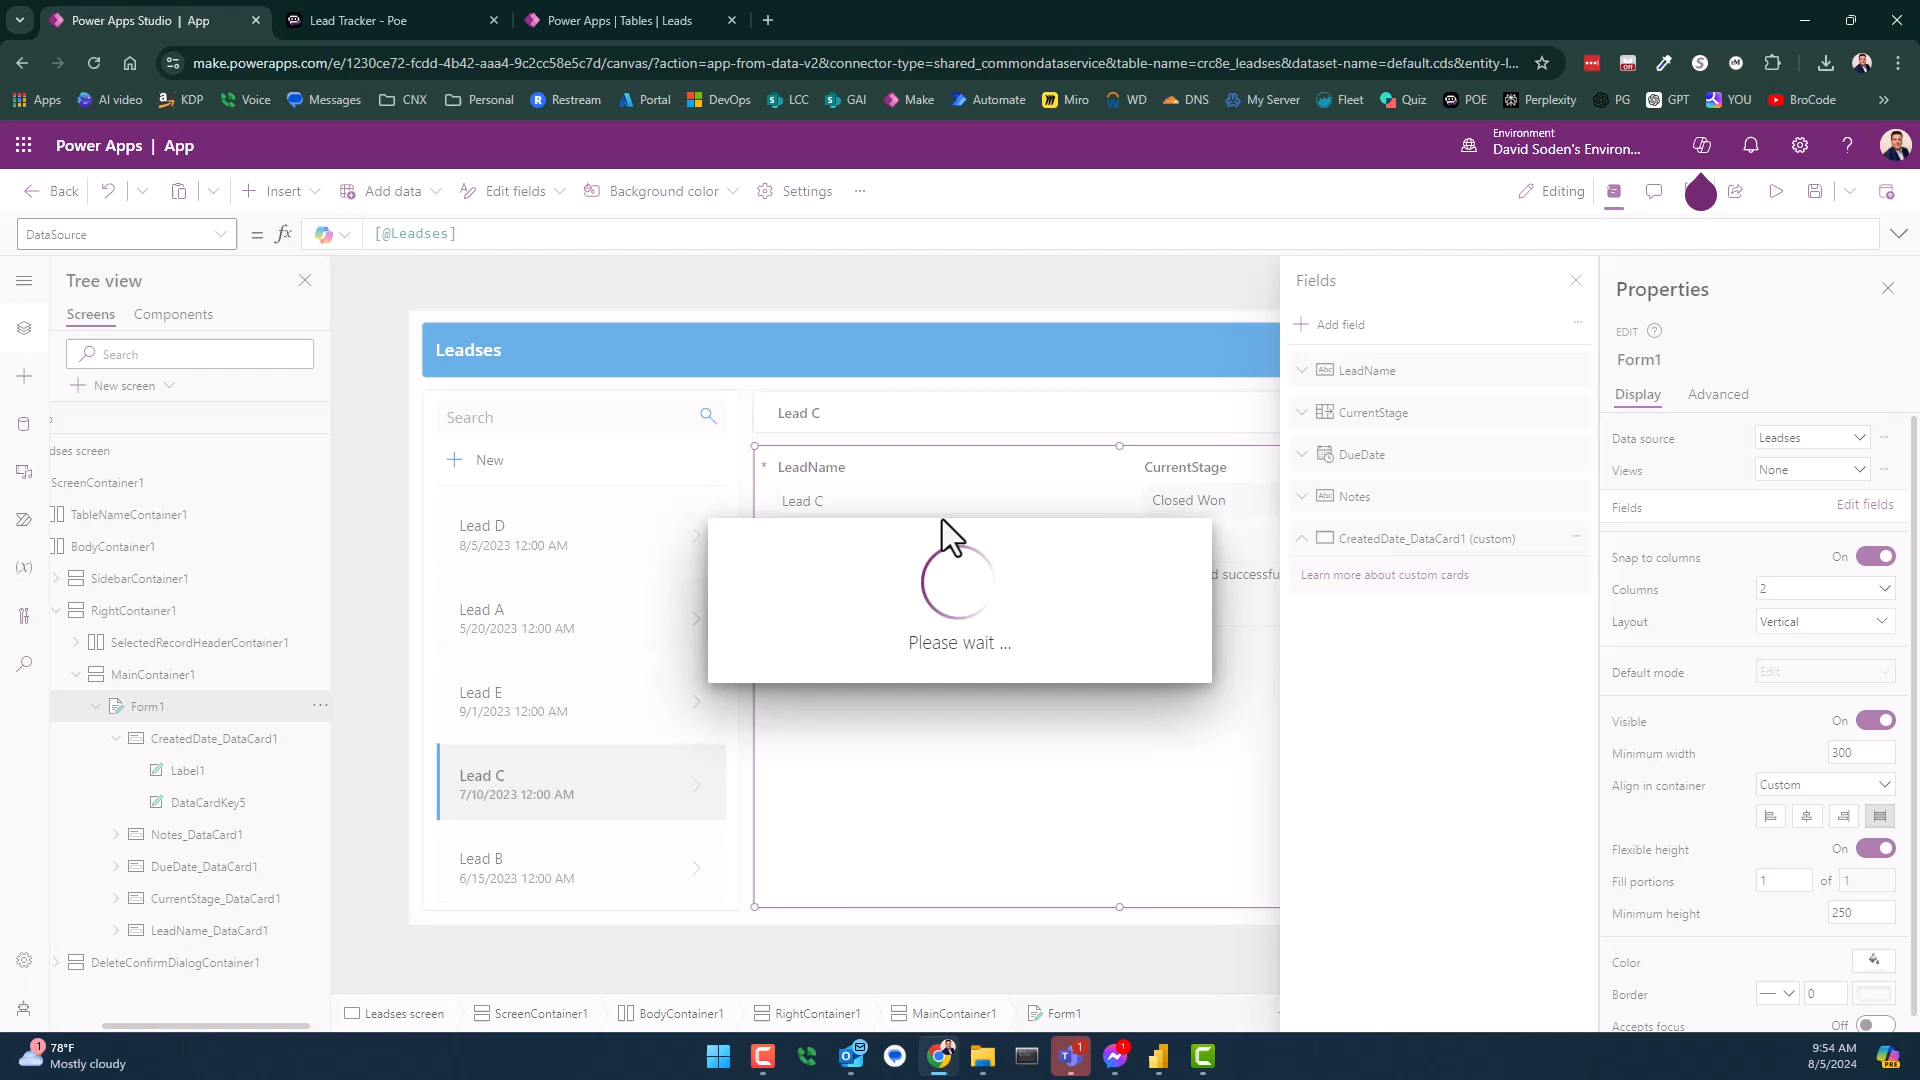 Power Apps Studio | App
Lead Tracker - Poe
Power Apps | Tables | Leads
make.powerapps.com/e/1230ce72-fcdd-4b42-aaa4-9c2cc58e5c7d/canvas/?action=app-from-data-v2&connector-type=shared_commondataservice&table-name=crc8e_leadses&dataset-name=default.cds&entity-l...
Apps
AI video
KDP
Voice
Messages
CNX
Personal
Restream
Portal
DevOps
LCC
GAI
Make
Automate
Miro
WD
DNS
My Server
Fleet
Quiz
POE
Perplexity
PG
GPT
YOU
BroCode
Power Apps | App
Environment
David Soden's Environ...
Back
Insert
Add data
Edit fields
Background color
Settings
Editing
DataSource
= fx
[@Leadses]
Tree view
Screens
Components
Search
New screen
dses screen
ScreenContainer1
TableNameContainer1
BodyContainer1
SidebarContainer1
RightContainer1
SelectedRecordHeaderContainer1
MainContainer1
Form1
CreatedDate_DataCard1
Label1
DataCardKey5
Notes_DataCard1
DueDate_DataCard1
CurrentStage_DataCard1
LeadName_DataCard1
DeleteConfirmDialogContainer1
Leadses
Search
New
Lead D
8/5/2023 12:00 AM
Lead A
5/20/2023 12:00 AM
Lead E
9/1/2023 12:00 AM
Lead C
7/10/2023 12:00 AM
Lead B
6/15/2023 12:00 AM
Lead C
* LeadName
CurrentStage
Lead C
Closed Won
d successfu
Please wait ...
Fields
Add field
Abc LeadName
CurrentStage
DueDate
Abc Notes
CreatedDate_DataCard1 (custom)
Learn more about custom cards
Properties
EDIT
Form1
Display
Advanced
Data source
Leadses
Views
None
Fields
Edit fields
Snap to columns
On
Columns
2
Layout
Vertical
Default mode
Edit
Visible
On
Minimum width
300
Align in container
Custom
Flexible height
On
Fill portions
1 of 1
Minimum height
250
Color
Border
0
Accepts focus
Off
Leadses screen
ScreenContainer1
BodyContainer1
RightContainer1
MainContainer1
Form1
1
78°F
Mostly cloudy
1
1
9:54 AM
8/5/2024
PRE